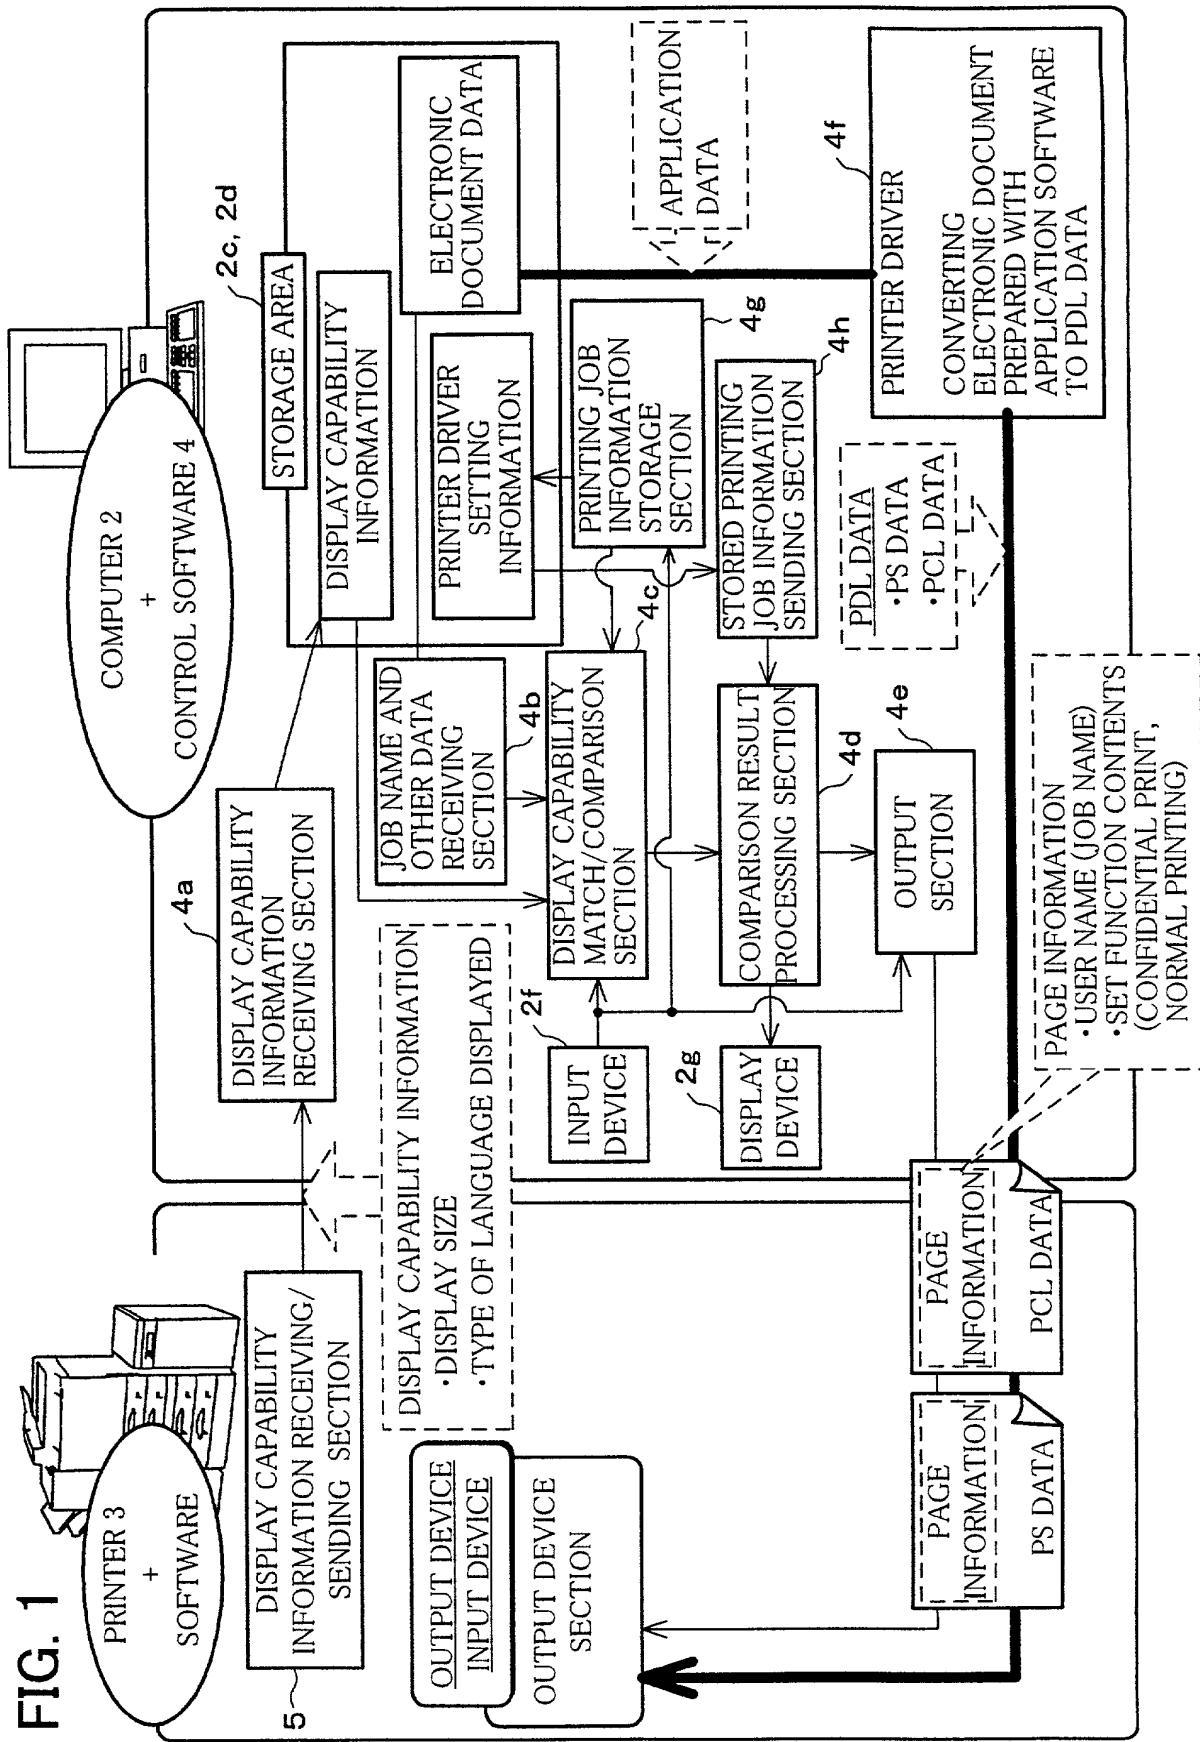 FIG. 1
PRINTER 3
+
SOFTWARE
COMPUTER 2
+
CONTROL SOFTWARE 4
5
DISPLAY CAPABILITY
INFORMATION RECEIVING/
SENDING SECTION
4a
DISPLAY CAPABILITY
INFORMATION
RECEIVING SECTION
2c, 2d
STORAGE AREA
DISPLAY CAPABILITY
INFORMATION
ELECTRONIC
DOCUMENT DATA
PRINTER DRIVER
SETTING
INFORMATION
DISPLAY CAPABILITY INFORMATION
・DISPLAY SIZE
・TYPE OF LANGUAGE DISPLAYED
JOB NAME AND
OTHER DATA
RECEIVING
SECTION
4b
PRINTING JOB
INFORMATION
STORAGE
SECTION
4g
APPLICATION
DATA
OUTPUT DEVICE
INPUT DEVICE
OUTPUT DEVICE
SECTION
2f
INPUT
DEVICE
DISPLAY CAPABILITY
MATCH/COMPARISON
SECTION
4c
STORED PRINTING
JOB INFORMATION
SENDING SECTION
4h
2g
DISPLAY
DEVICE
COMPARISON RESULT
PROCESSING SECTION
4d
PDL DATA
・PS DATA
・PCL DATA
4f
PRINTER DRIVER
CONVERTING
ELECTRONIC DOCUMENT
PREPARED WITH
APPLICATION SOFTWARE
TO PDL DATA
OUTPUT
SECTION
4e
PAGE
INFORMATION
PS DATA
PAGE
INFORMATION
PCL DATA
PAGE INFORMATION
・USER NAME (JOB NAME)
・SET FUNCTION CONTENTS
(CONFIDENTIAL PRINT,
NORMAL PRINTING)